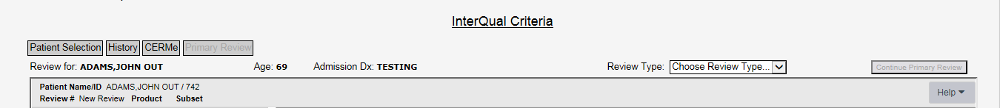 InterQual Criteria
Patient Selection History CERMe Primary Review
Review for: ADAMS,JOHN OUT Age: 69 Admission Dx: TESTING Review Type: Choose Review Type... Continue Primary Review
Patient Name/ID ADAMS,JOHN OUT / 742
Help
Review # New Review Product Subset